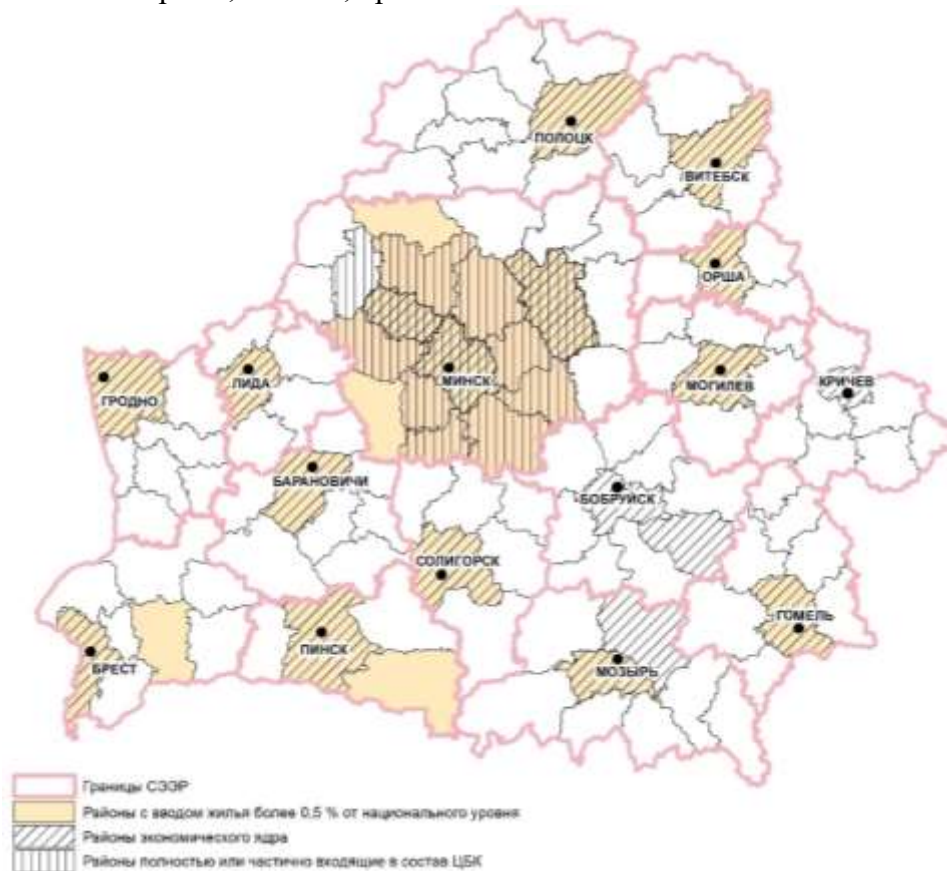 ПОЛОЦК
ВИТЕБСК
ОРША
МИНСК
ЛИДА
МОГИЛЕВ
КРИЧЕВ
ГРОДНО
БАРАНОВИЧИ
БОБРУЙСК
СОЛИГОРСК
ГОМЕЛЬ
ПИНСК
БРЕСТ
МОЗЫРЬ
Границы СЭЭР
Районы с вводом жилья более 0,5 % от национального уровня
Районы экономического ядра
Районы полностью или частично входящие в состав ЦБК